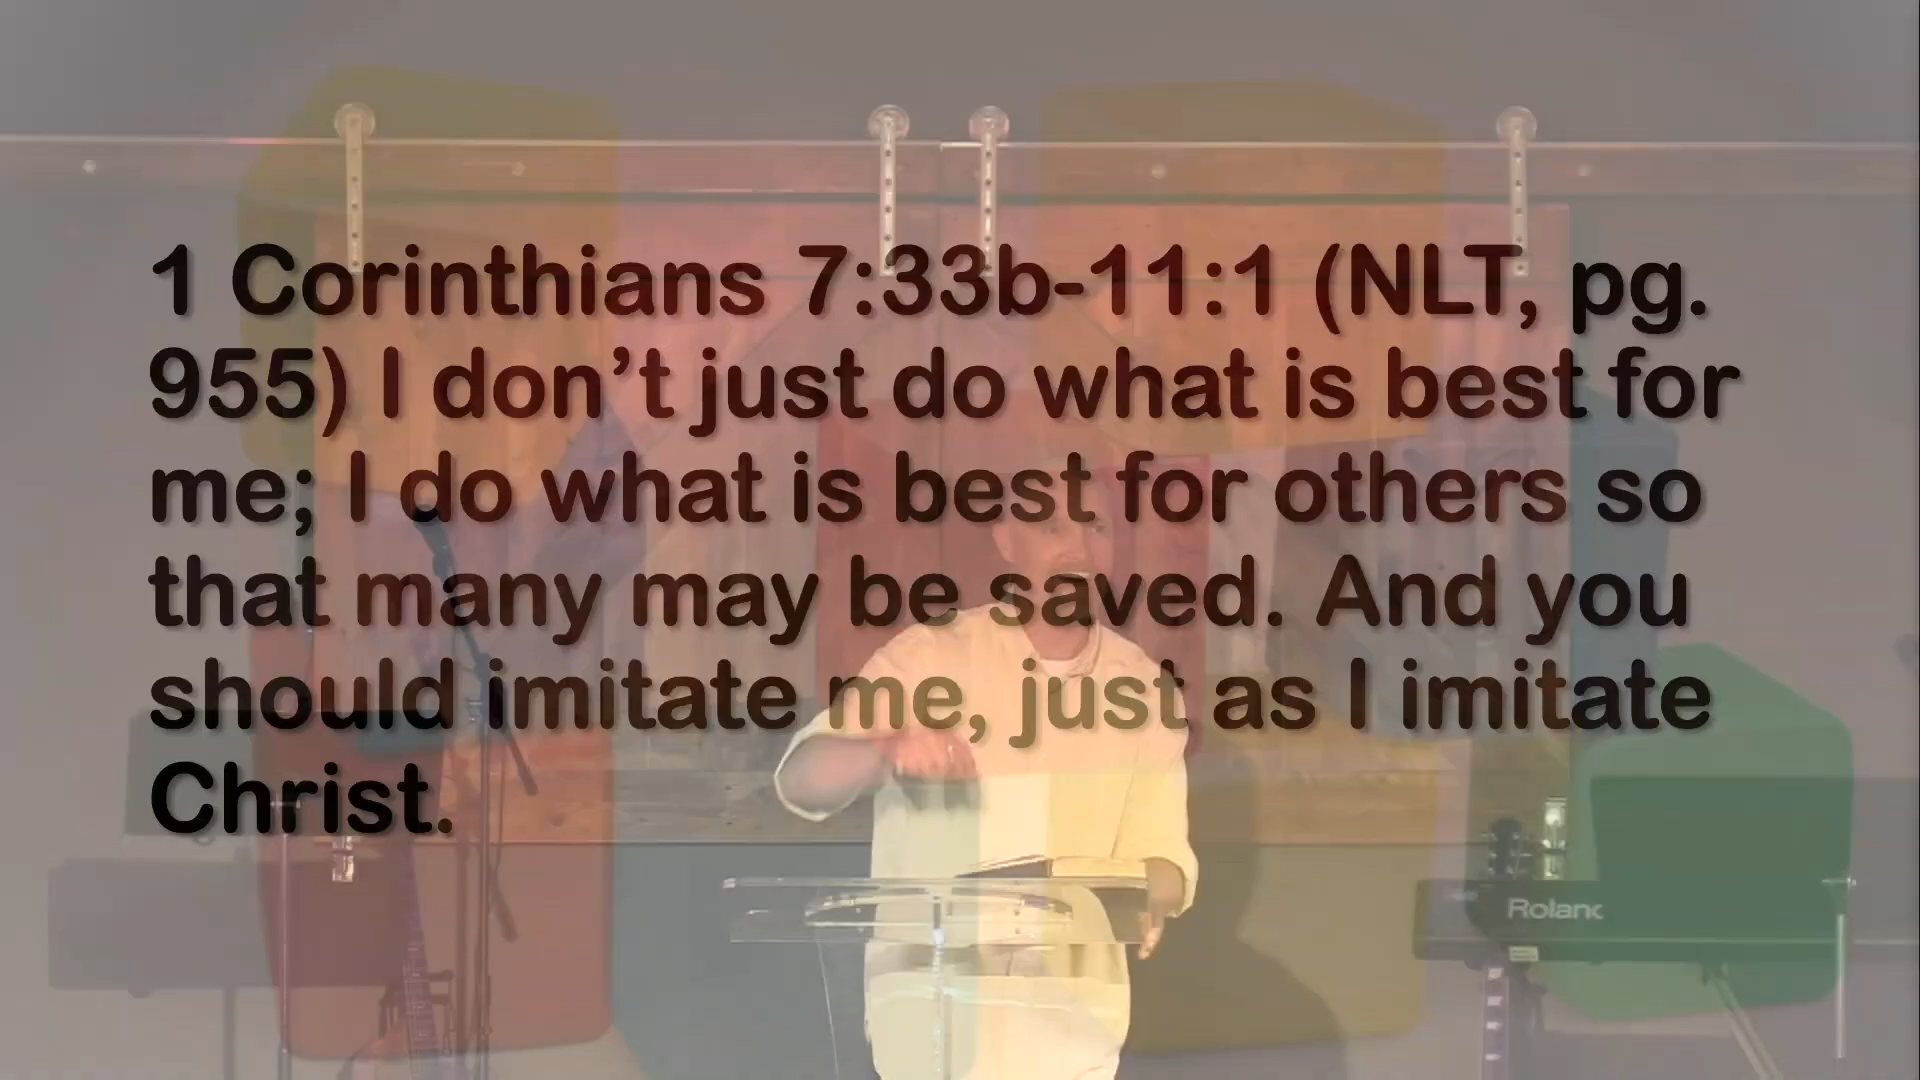 1 Corinthians 7:33b-11:1 (NLT, pg.
955) I don’t just do what is best for
me; I do what is best for others so
that many may be saved. And you
should imitate me, just as I imitate
Christ.
Roland